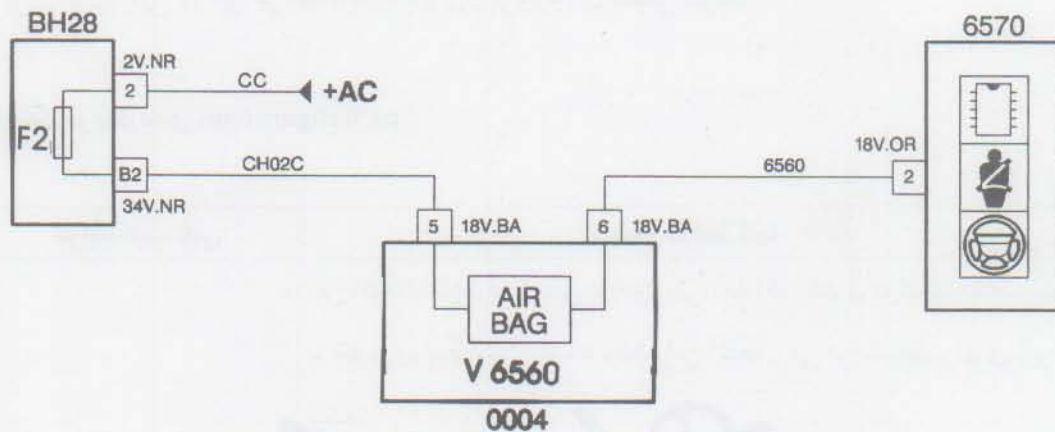 BH28
6570
2V.NR
2
CC
+AC
F2
B2
CH02C
34V.NR
18V.OR
2
6560
5
18V.BA
6
18V.BA
AIR
BAG
V 6560
0004